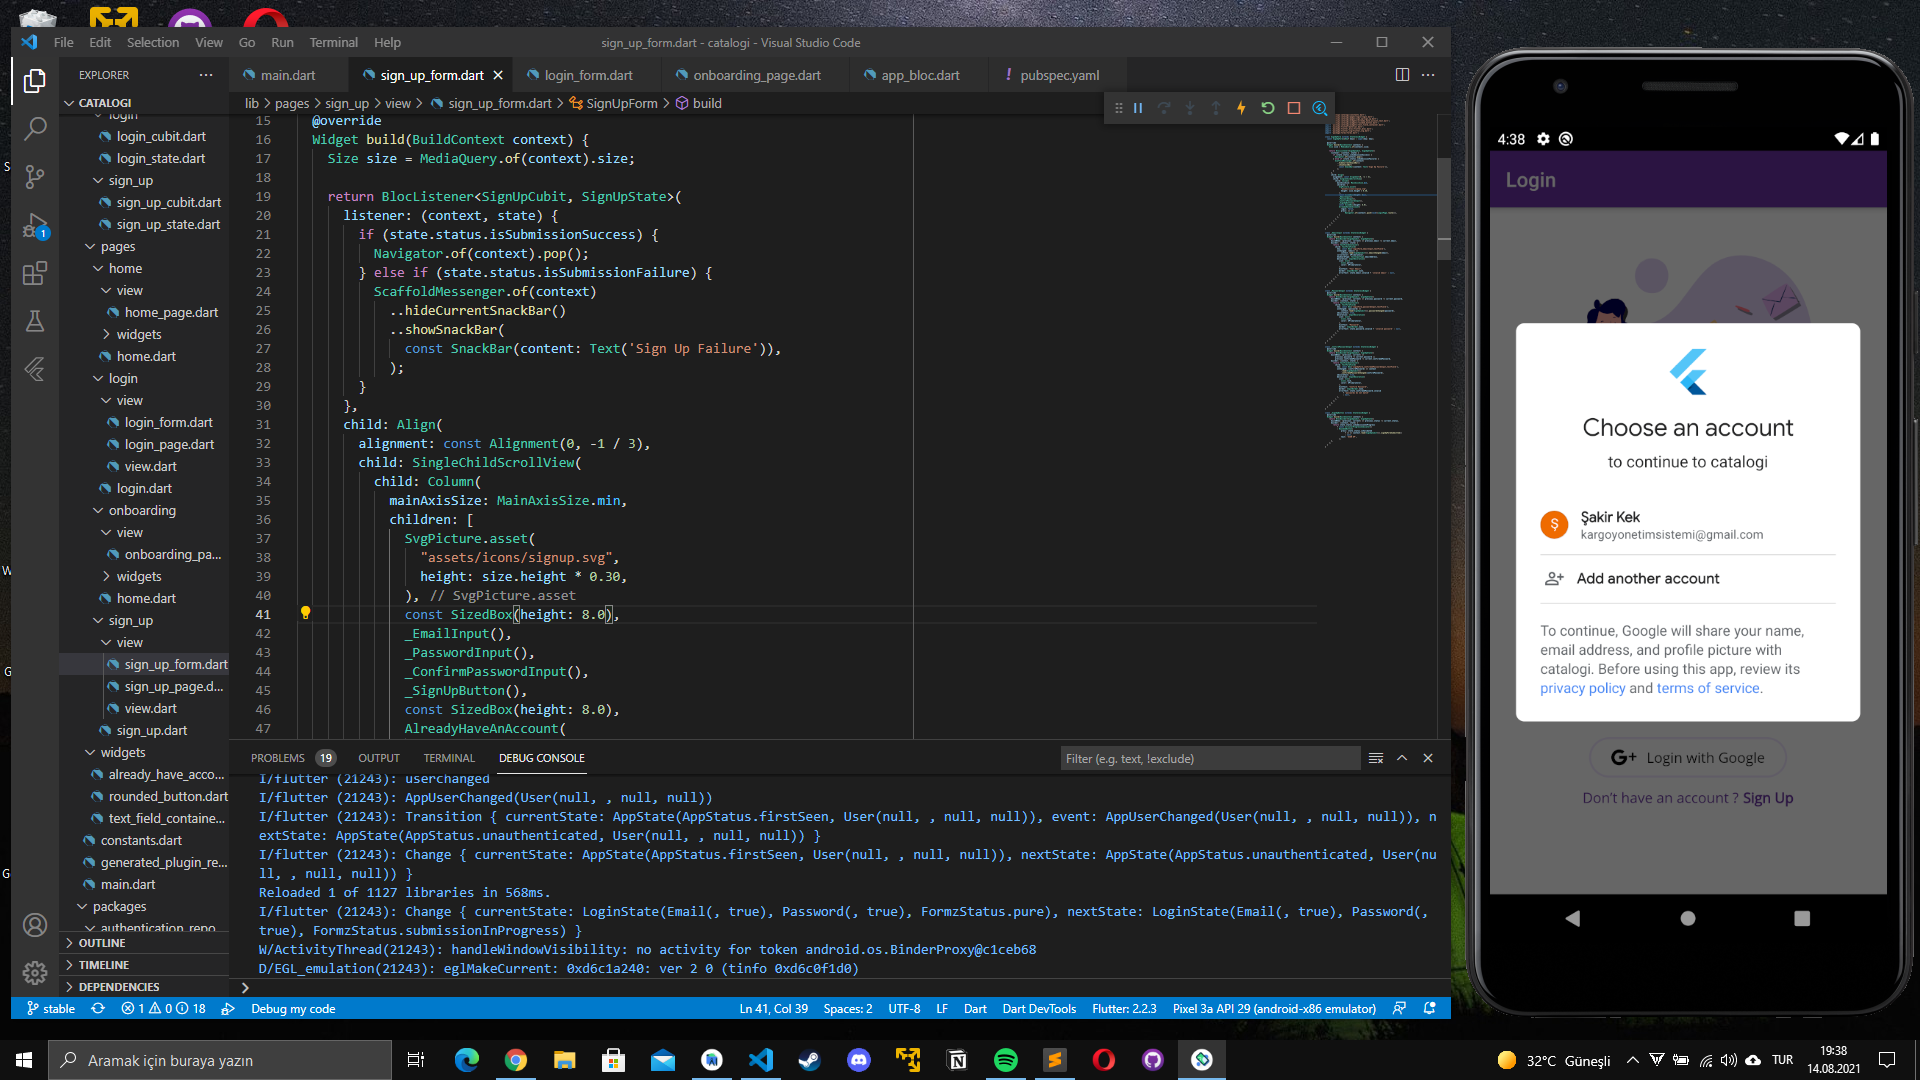 File Edit Selection View Go Run Terminal Help
sign_up_form.dart - catalogi - Visual Studio Code
EXPLORER
main.dart
sign_up_form.dart
login_form.dart
onboarding_page.dart
app_bloc.dart
! pubspec.yaml
CATALOGI
lib > pages > sign_up > view > sign_up_form.dart > SignUpForm > build
login
login_cubit.dart
login_state.dart
sign_up
sign_up_cubit.dart
sign_up_state.dart
pages
home
view
home_page.dart
widgets
home.dart
login
view
login_form.dart
login_page.dart
view.dart
login.dart
onboarding
view
onboarding_pa...
widgets
home.dart
sign_up
view
sign_up_form.dart
sign_up_page.d...
view.dart
sign_up.dart
widgets
already_have_acco...
rounded_button.dart
text_field_containe...
constants.dart
generated_plugin_re...
main.dart
packages
authentication_repo
OUTLINE
TIMELINE
DEPENDENCIES
1
15 @override
16 Widget build(BuildContext context) {
17 Size size = MediaQuery.of(context).size;
18
19 return BlocListener<SignUpCubit, SignUpState>(
20 listener: (context, state) {
21 if (state.status.isSubmissionSuccess) {
22 Navigator.of(context).pop();
23 } else if (state.status.isSubmissionFailure) {
24 ScaffoldMessenger.of(context)
25 ..hideCurrentSnackBar()
26 ..showSnackBar(
27 const SnackBar(content: Text('Sign Up Failure')),
28 );
29 }
30 },
31 child: Align(
32 alignment: const Alignment(0, -1 / 3),
33 child: SingleChildScrollView(
34 child: Column(
35 mainAxisSize: MainAxisSize.min,
36 children: [
37 SvgPicture.asset(
38 "assets/icons/signup.svg",
39 height: size.height * 0.30,
40 ), // SvgPicture.asset
41 const SizedBox(height: 8.0),
42 _EmailInput(),
43 _PasswordInput(),
44 _ConfirmPasswordInput(),
45 _SignUpButton(),
46 const SizedBox(height: 8.0),
47 AlreadyHaveAnAccount(
PROBLEMS 19 OUTPUT TERMINAL DEBUG CONSOLE
Filter (e.g. text, !exclude)
I/flutter (21243): userchanged
I/flutter (21243): AppUserChanged(User(null, , null, null))
I/flutter (21243): Transition { currentState: AppState(AppStatus.firstSeen, User(null, , null, null)), event: AppUserChanged(User(null, , null, null)), n
extState: AppState(AppStatus.unauthenticated, User(null, , null, null)) }
I/flutter (21243): Change { currentState: AppState(AppStatus.firstSeen, User(null, , null, null)), nextState: AppState(AppStatus.unauthenticated, User(nu
ll, , null, null)) }
Reloaded 1 of 1127 libraries in 568ms.
I/flutter (21243): Change { currentState: LoginState(Email(, true), Password(, true), FormzStatus.pure), nextState: LoginState(Email(, true), Password(,
true), FormzStatus.submissionInProgress) }
W/ActivityThread(21243): handleWindowVisibility: no activity for token android.os.BinderProxy@c1ceb68
D/EGL_emulation(21243): eglMakeCurrent: 0xd6c1a240: ver 2 0 (tinfo 0xd6c0f1d0)
stable 1 0 18 Debug my code
Ln 41, Col 39 Spaces: 2 UTF-8 LF Dart Dart DevTools Flutter: 2.2.3 Pixel 3a API 29 (android-x86 emulator)
4:38
Login
Choose an account
to continue to catalogi
Ş
Şakir Kek
kargoyonetimsistemi@gmail.com
Add another account
To continue, Google will share your name,
email address, and profile picture with
catalogi. Before using this app, review its
privacy policy and terms of service.
G+ Login with Google
Don't have an account ? Sign Up
Aramak için buraya yazın
32°C Güneşli
TUR
19:38
14.08.2021